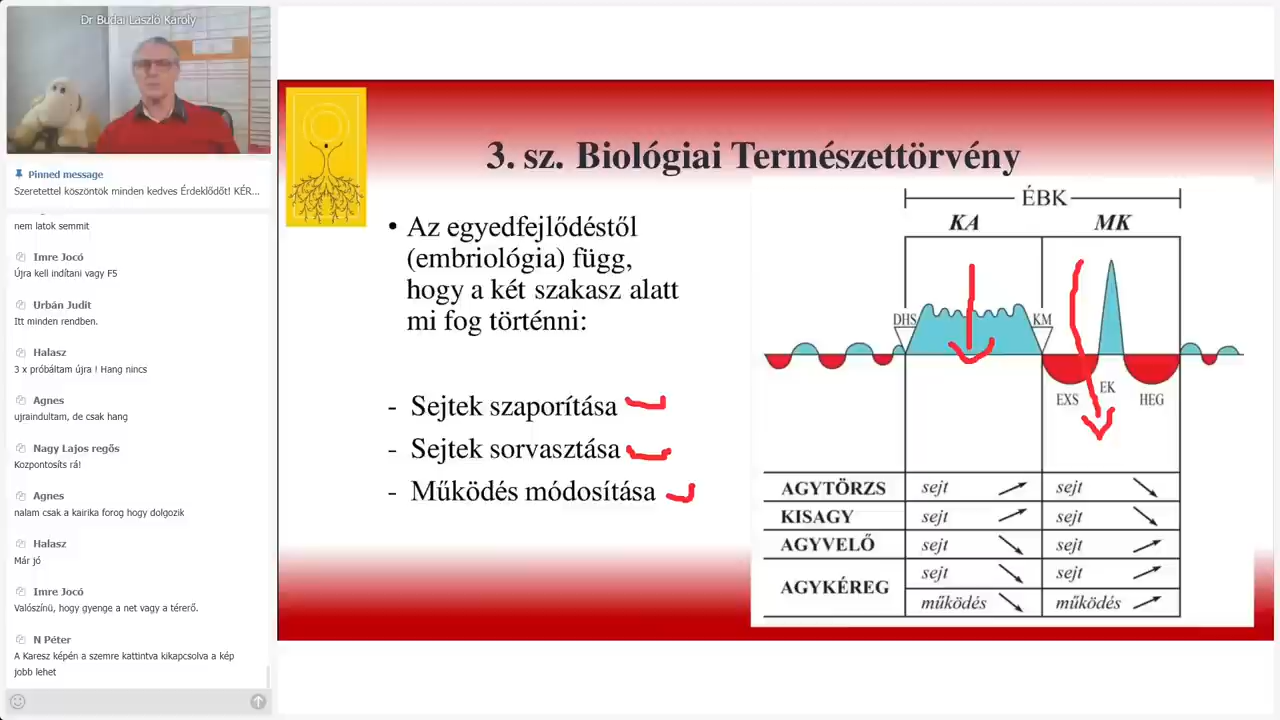 Dr Budai László Károly
Pinned message
Szeretettel köszöntök minden kedves Érdeklődőt! KÉR...
nem latok semmit
Imre Jocó
Újra kell indítani vagy F5
Urbán Judit
Itt minden rendben.
Halasz
3 x próbáltam újra ! Hang nincs
Agnes
ujraindultam, de csak hang
Nagy Lajos regős
Kozpontosíts rá!
Agnes
nalam csak a kairika forog hogy dolgozik
Halasz
Már jó
Imre Jocó
Valószínü, hogy gyenge a net vagy a térerő.
N Péter
A Karesz képén a szemre kattintva kikapcsolva a kép
jobb lehet
3. sz. Biológiai Természettörvény
• Az egyedfejlődéstől
(embriológia) függ,
hogy a két szakasz alatt
mi fog történni:
- Sejtek szaporítása
- Sejtek sorvasztása
- Működés módosítása
ÉBK
KA MK
DHS KM
EXS EK HEG
AGYTÖRZS sejt sejt
KISAGY sejt sejt
AGYVELŐ sejt sejt
AGYKÉREG sejt sejt
működés működés